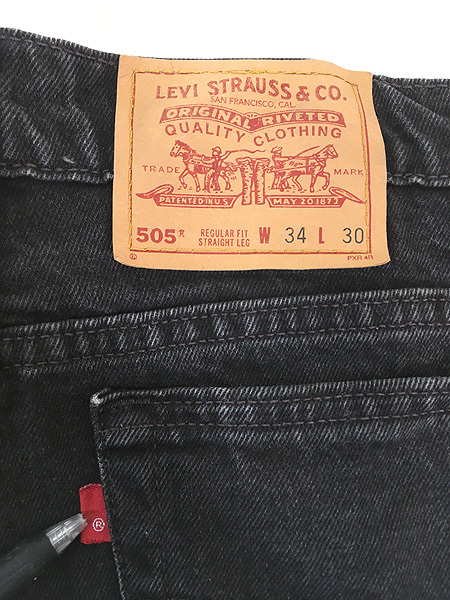 LEVI STRAUSS & CO.
SAN FRANCISCO, CAL.
ORIGINAL RIVETED
QUALITY CLOTHING
TRADE MARK
PATENTED IN U.S. MAY 20 1873
505® REGULAR FIT W 34 L 30
STRAIGHT LEG
® PXR 4R
®